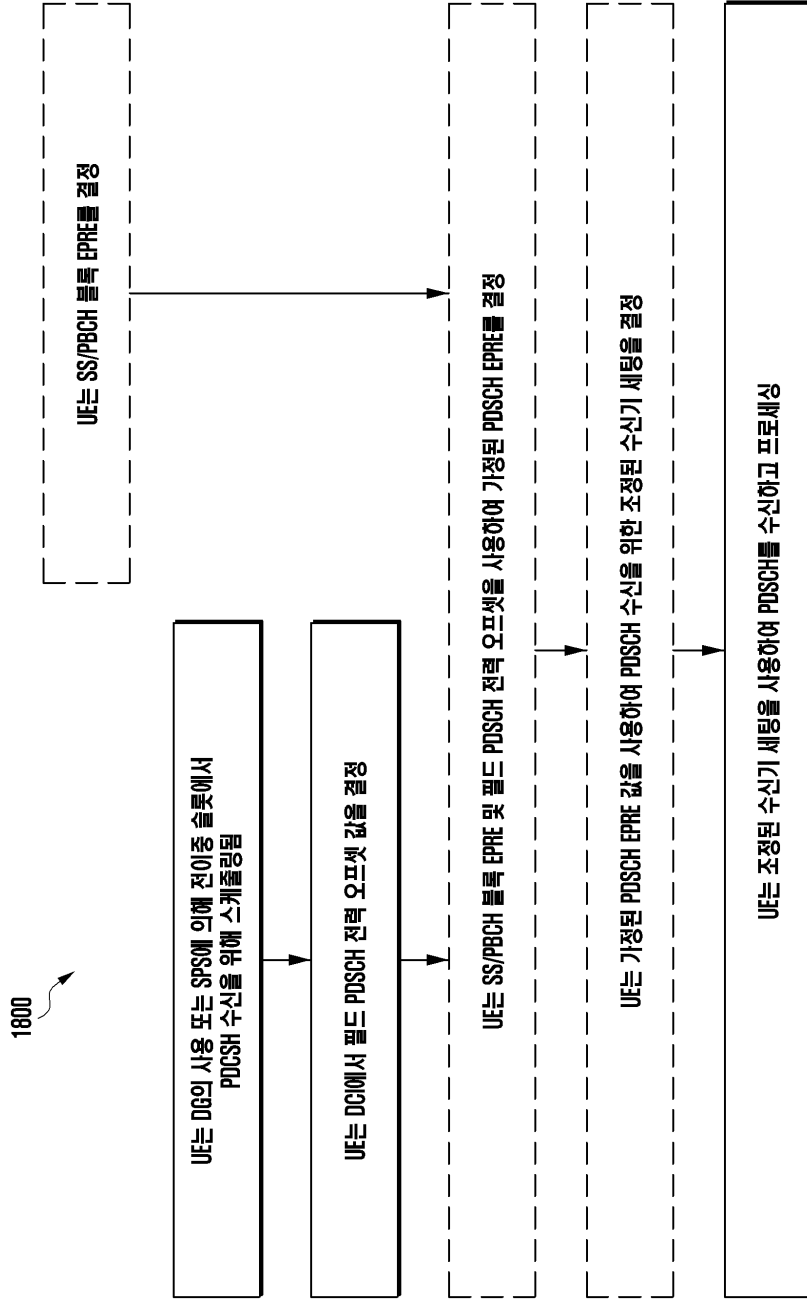 1800
UE는 SS/PBCH 블록 EPRE를 결정
UE는 DG의 사용 또는 SPS에 의해 전이중 슬롯에서
PDCSH 수신을 위해 스케줄링됨
UE는 DCI에서 필드 PDSCH 전력 오프셋 값을 결정
UE는 SS/PBCH 블록 EPRE 및 필드 PDSCH 전력 오프셋을 사용하여 가정된 PDSCH EPRE를 결정
UE는 가정된 PDSCH EPRE 값을 사용하여 PDSCH 수신을 위한 조정된 수신기 세팅을 결정
UE는 조정된 수신기 세팅을 사용하여 PDSCH를 수신하고 프로세싱